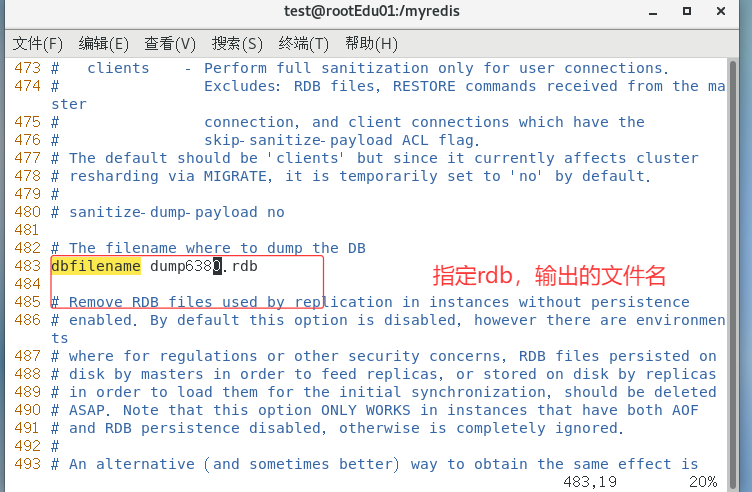 test@rootEdu01:/myredis
文件(F) 编辑(E) 查看(V) 搜索(S) 终端(T) 帮助(H)
473 #   clients    - Perform full sanitization only for user connections.
474 #                Excludes: RDB files, RESTORE commands received from the ma
ster
475 #                connection, and client connections which have the
476 #                skip-sanitize-payload ACL flag.
477 # The default should be 'clients' but since it currently affects cluster
478 # resharding via MIGRATE, it is temporarily set to 'no' by default.
479 #
480 # sanitize-dump-payload no
481
482 # The filename where to dump the DB
483 dbfilename dump6380.rdb
指定rdb，输出的文件名
484
485 # Remove RDB files used by replication in instances without persistence
486 # enabled. By default this option is disabled, however there are environmen
ts
487 # where for regulations or other security concerns, RDB files persisted on
488 # disk by masters in order to feed replicas, or stored on disk by replicas
489 # in order to load them for the initial synchronization, should be deleted
490 # ASAP. Note that this option ONLY WORKS in instances that have both AOF
491 # and RDB persistence disabled, otherwise is completely ignored.
492 #
493 # An alternative (and sometimes better) way to obtain the same effect is
483,19    20%